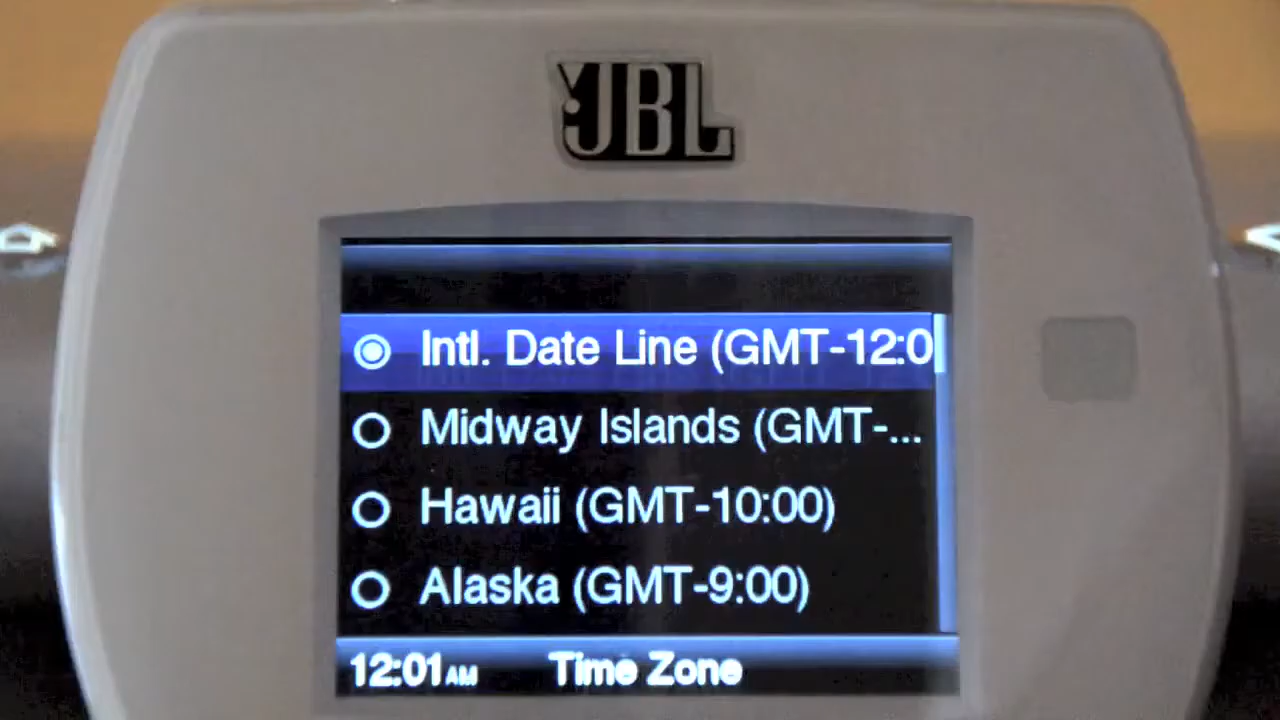 JBL
Intl. Date Line (GMT-12:0
Midway Islands (GMT-...
Hawaii (GMT-10:00)
Alaska (GMT-9:00)
12:01AM Time Zone